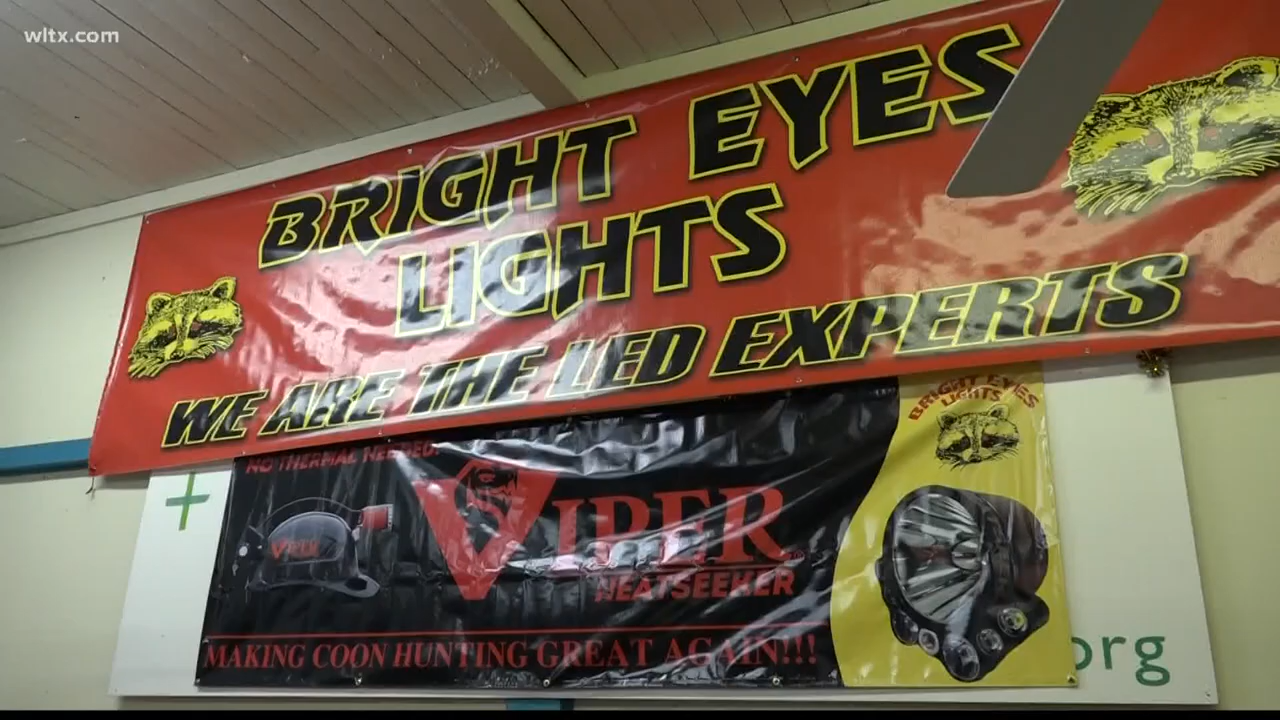 wltx.com
BRIGHT EYES
LIGHTS
WE ARE THE LED EXPERTS
NO THERMAL NEEDED.
VIPER
VIPER
HEATSEEKER
MAKING COON HUNTING GREAT AGAIN!!!
BRIGHT EYES
LIGHTS
org